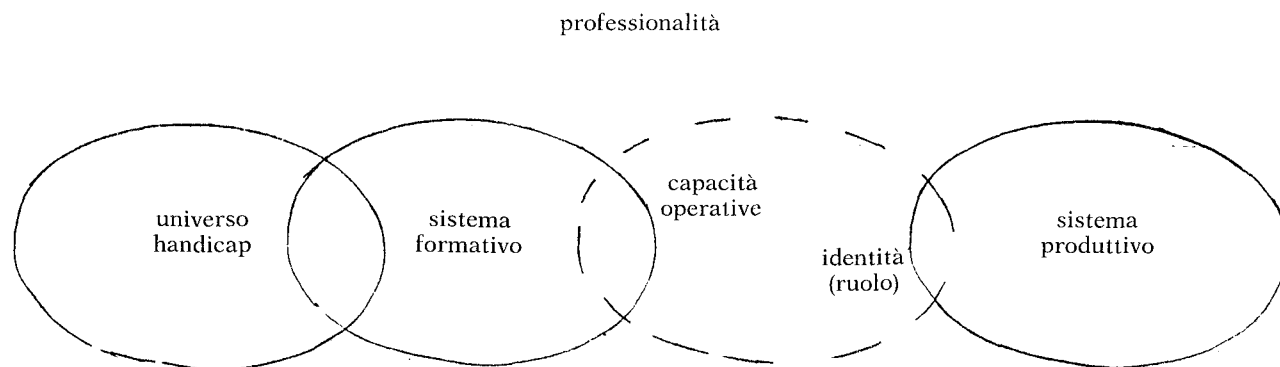 professionalità
universo
handicap
sistema
formativo
capacità
operative
identità
(ruolo)
sistema
produttivo